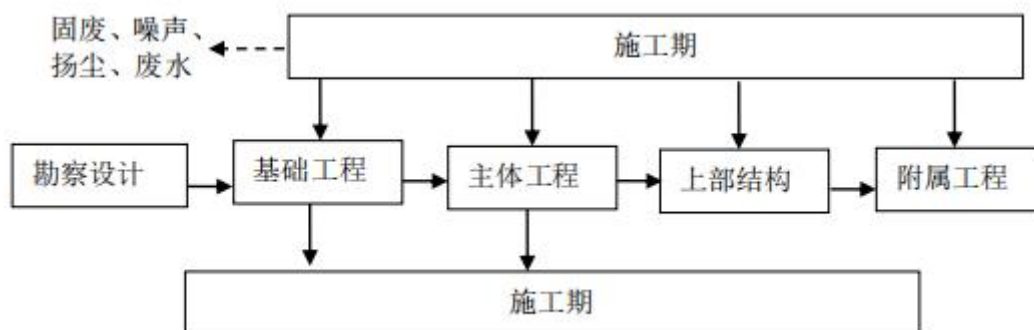 固废、噪声、
扬尘、废水
施工期
勘察设计
基础工程
主体工程
上部结构
附属工程
施工期